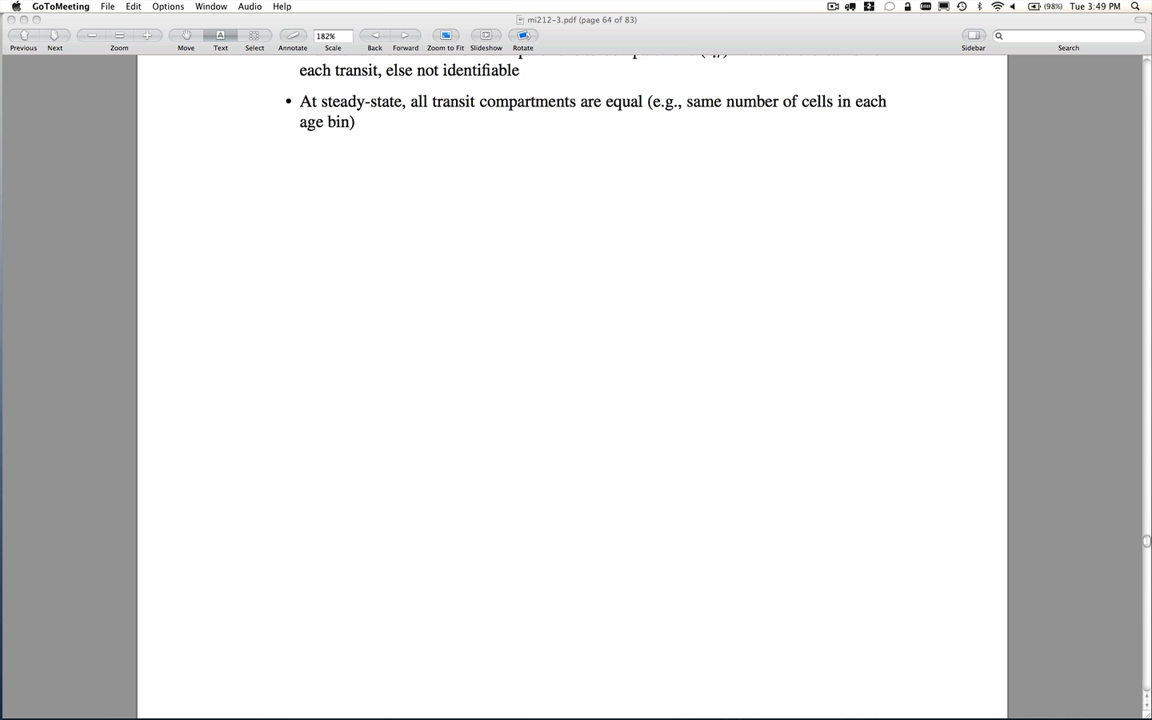 GoToMeeting File Edit Options Window Audio Help (98%) Tue 3:49 PM
mi212-3.pdf (page 64 of 83)
182%
Previous Next Zoom Move Text Select Annotate Scale Back Forward Zoom to Fit Slideshow Rotate Sidebar Search
each transit, else not identifiable
• At steady-state, all transit compartments are equal (e.g., same number of cells in each
age bin)